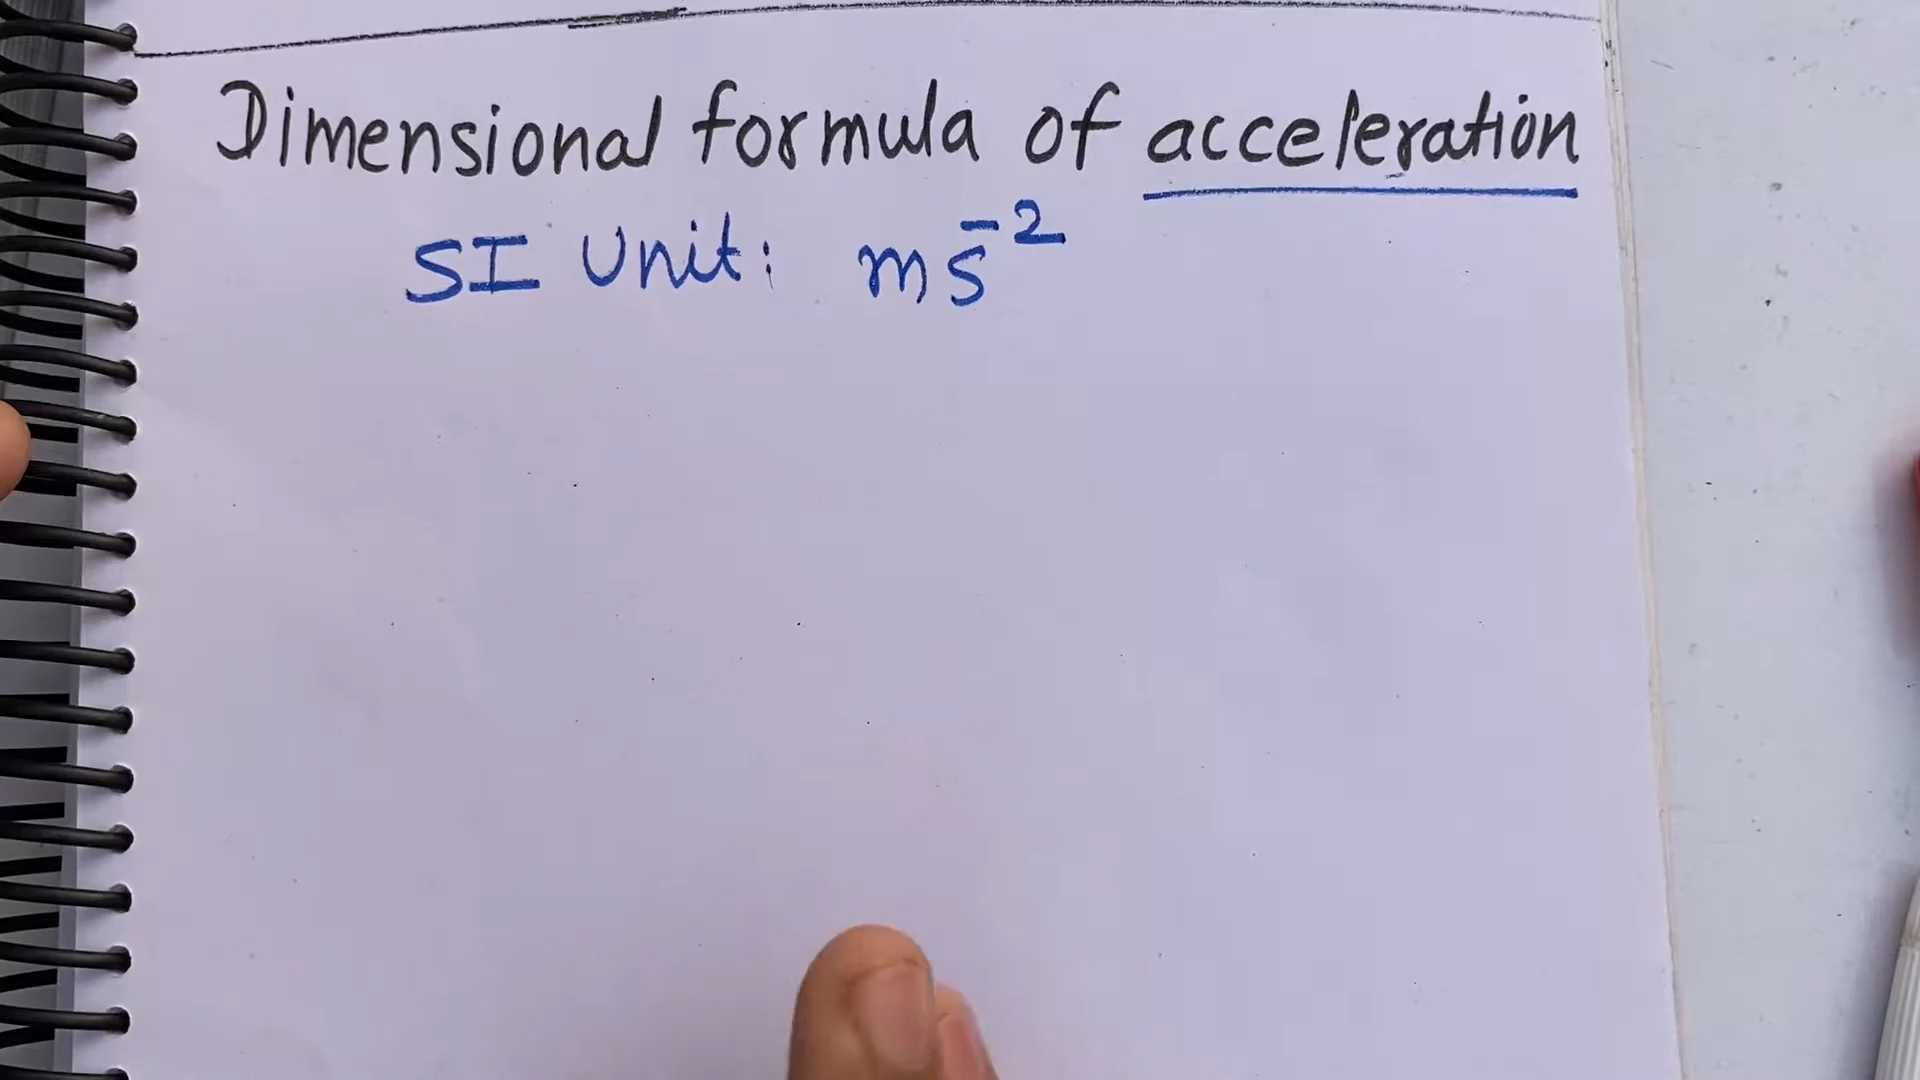 Dimensional formula of acceleration
SI Unit: ms⁻²